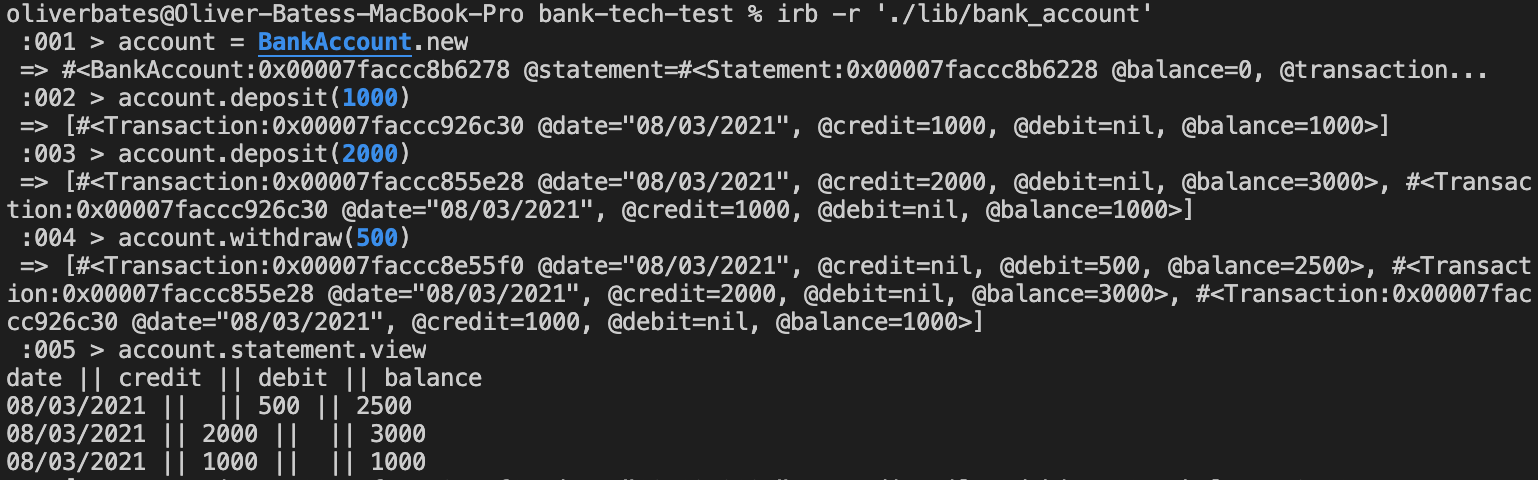 oliverbates@Oliver-Batess-MacBook-Pro bank-tech-test % irb -r './lib/bank_account'
:001 > account = BankAccount.new
=> #<BankAccount:0x00007faccc8b6278 @statement=#<Statement:0x00007faccc8b6228 @balance=0, @transaction...
:002 > account.deposit(1000)
=> [#<Transaction:0x00007faccc926c30 @date="08/03/2021", @credit=1000, @debit=nil, @balance=1000>]
:003 > account.deposit(2000)
=> [#<Transaction:0x00007faccc855e28 @date="08/03/2021", @credit=2000, @debit=nil, @balance=3000>, #<Transac
tion:0x00007faccc926c30 @date="08/03/2021", @credit=1000, @debit=nil, @balance=1000>]
:004 > account.withdraw(500)
=> [#<Transaction:0x00007faccc8e55f0 @date="08/03/2021", @credit=nil, @debit=500, @balance=2500>, #<Transact
ion:0x00007faccc855e28 @date="08/03/2021", @credit=2000, @debit=nil, @balance=3000>, #<Transaction:0x00007fac
cc926c30 @date="08/03/2021", @credit=1000, @debit=nil, @balance=1000>]
:005 > account.statement.view
date || credit || debit || balance
08/03/2021 ||  || 500 || 2500
08/03/2021 || 2000 ||  || 3000
08/03/2021 || 1000 ||  || 1000